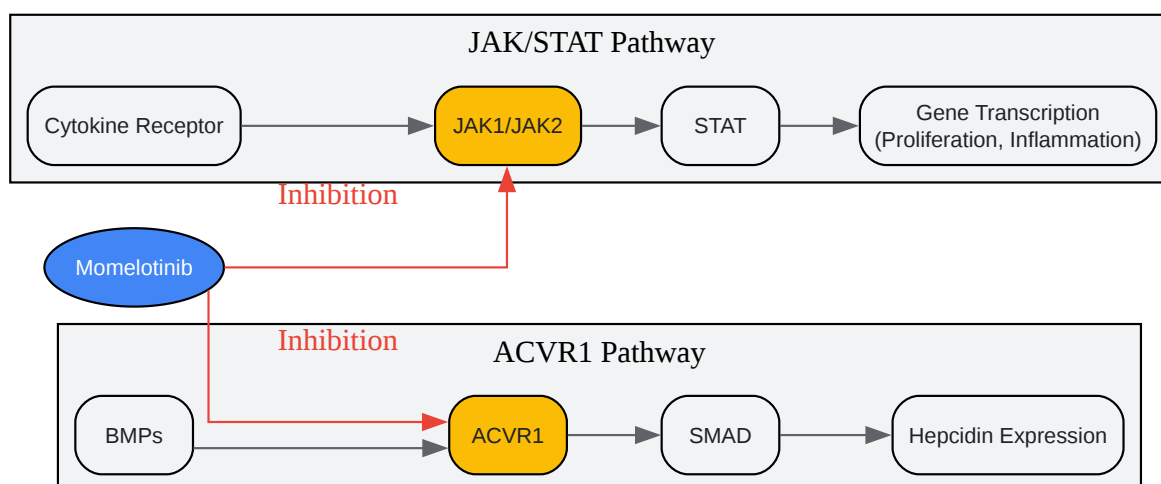 JAK/STAT Pathway
Cytokine Receptor
JAK1/JAK2
STAT
Gene Transcription
(Proliferation, Inflammation)
Inhibition
Momelotinib
Inhibition
ACVR1 Pathway
BMPs
ACVR1
SMAD
Hepcidin Expression